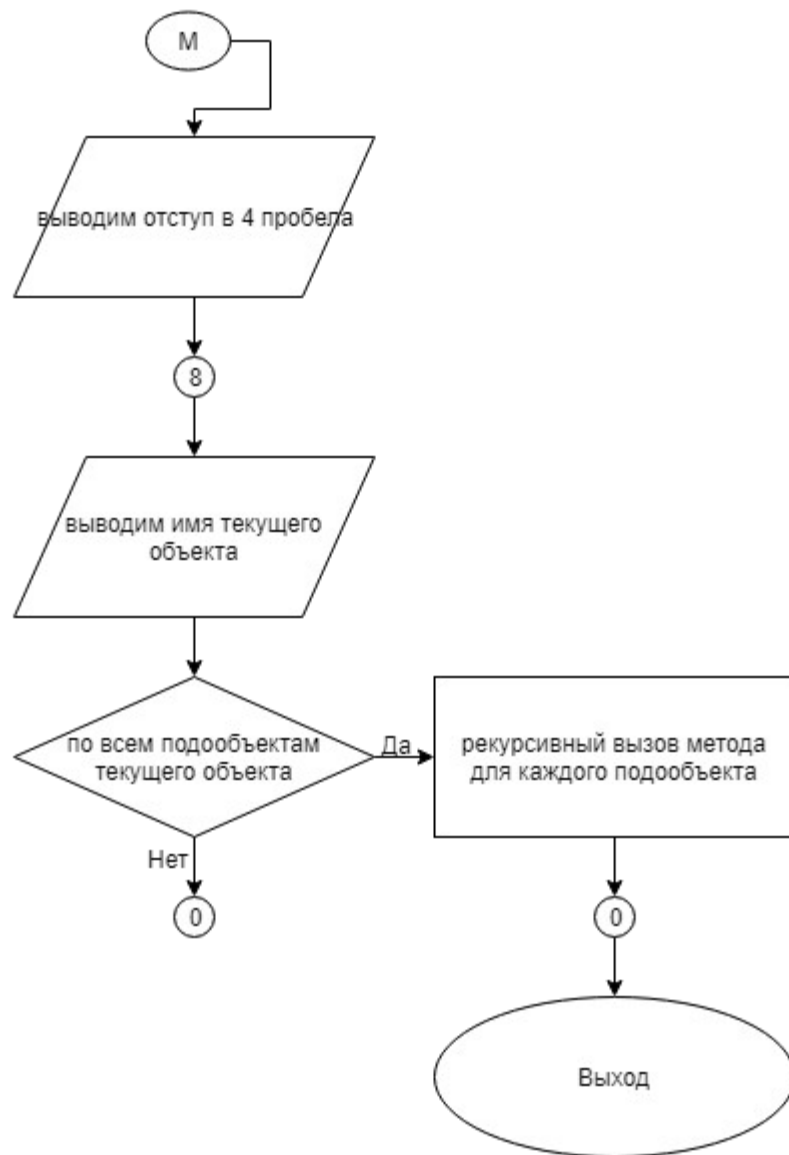 М
выводим отступ в 4 пробела
8
выводим имя текущего
объекта
по всем подообъектам
текущего объекта
Да
рекурсивный вызов метода
для каждого подообъекта
Нет
0
0
Выход